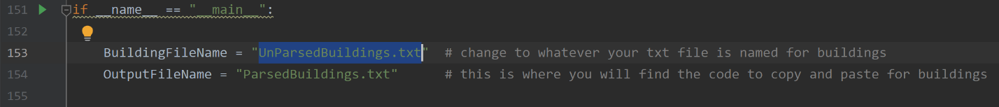 151 if __name__ == "__main__":
152
153 BuildingFileName = "UnParsedBuildings.txt" # change to whatever your txt file is named for buildings
154 OutputFileName = "ParsedBuildings.txt" # this is where you will find the code to copy and paste for buildings
155